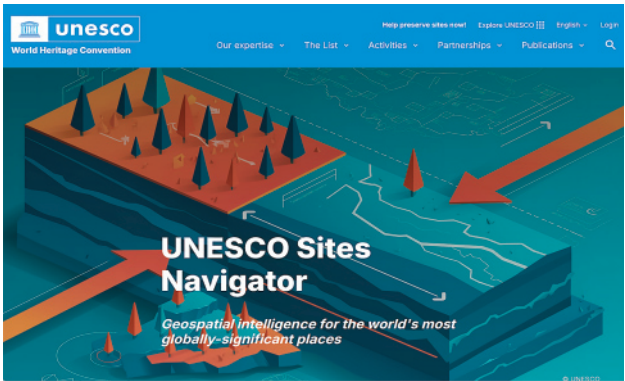 unesco
World Heritage Convention
Help preserve sites now! Explore UNESCO English Login
Our expertise The List Activities Partnerships Publications
UNESCO Sites
Navigator
Geospatial intelligence for the world's most
globally-significant places
© UNESCO